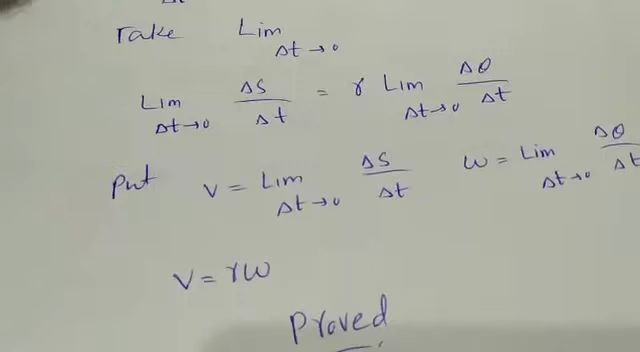 Take Lim Δt→0
Lim Δt→0 ΔS/Δt = r Lim Δt→0 Δθ/Δt
Put V = Lim Δt→0 ΔS/Δt ω = Lim Δt→0 Δθ/Δt
V = rω
Proved